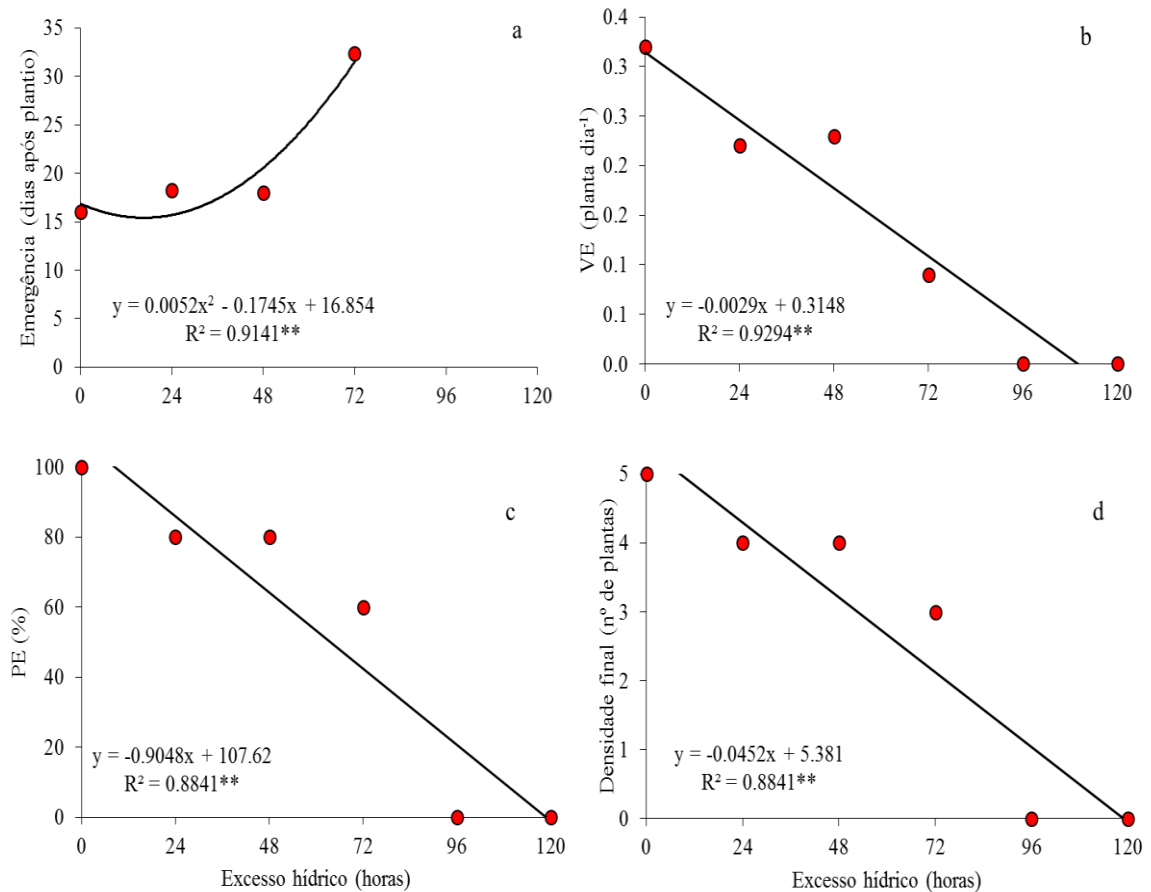 a
Emergência (dias após plantio)
35
30
25
20
15
10
5
0
y = 0.0052x² - 0.1745x + 16.854
R² = 0.9141**
0 24 48 72 96 120
b
VE (planta dia⁻¹)
0.4
0.3
0.3
0.2
0.2
0.1
0.1
0.0
y = -0.0029x + 0.3148
R² = 0.9294**
0 24 48 72 96 120
c
PE (%)
100
80
60
40
20
0
y = -0.9048x + 107.62
R² = 0.8841**
0 24 48 72 96 120
Excesso hídrico (horas)
d
Densidade final (nº de plantas)
5
4
3
2
1
0
y = -0.0452x + 5.381
R² = 0.8841**
0 24 48 72 96 120
Excesso hídrico (horas)